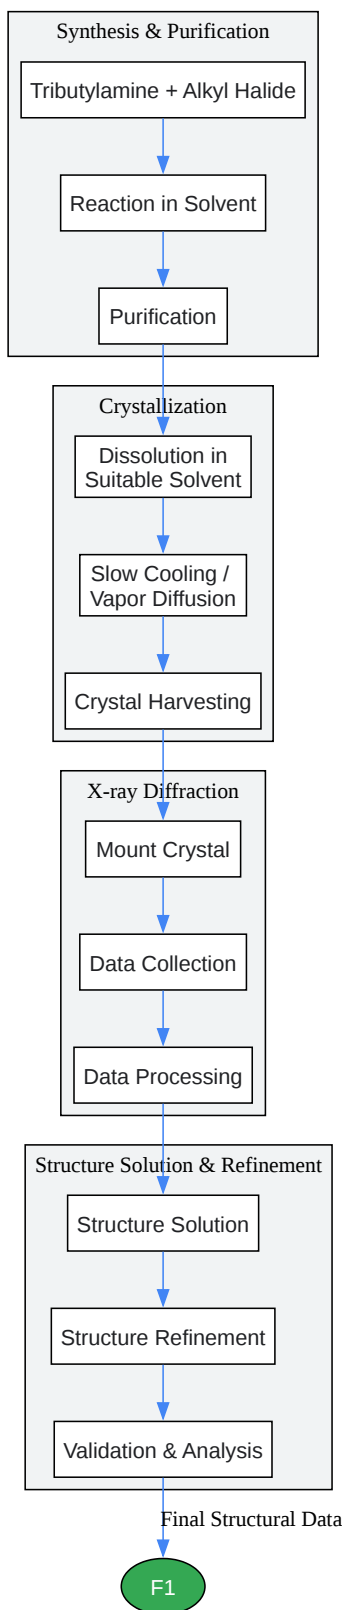 Synthesis & Purification
Tributylamine + Alkyl Halide
Reaction in Solvent
Purification
Crystallization
Dissolution in
Suitable Solvent
Slow Cooling /
Vapor Diffusion
Crystal Harvesting
X-ray Diffraction
Mount Crystal
Data Collection
Data Processing
Structure Solution & Refinement
Structure Solution
Structure Refinement
Validation & Analysis
Final Structural Data
F1